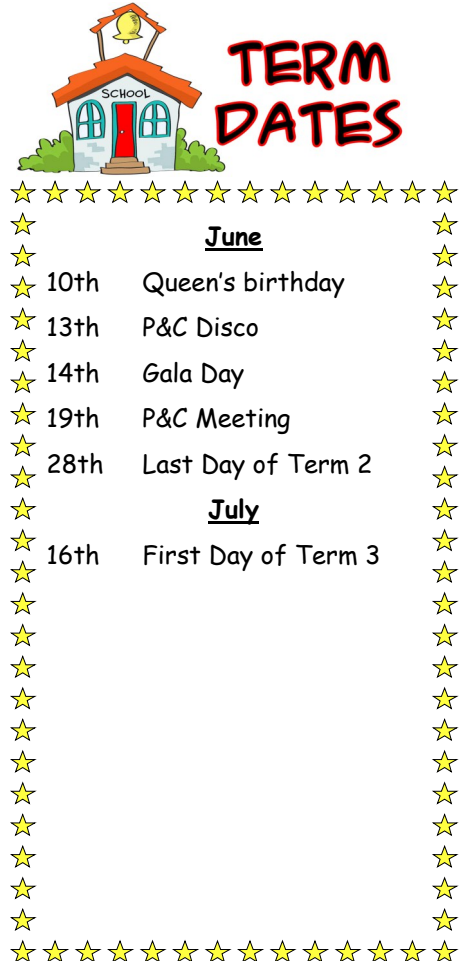 SCHOOL
TERM
DATES
June
10th Queen's birthday
13th P&C Disco
14th Gala Day
19th P&C Meeting
28th Last Day of Term 2
July
16th First Day of Term 3